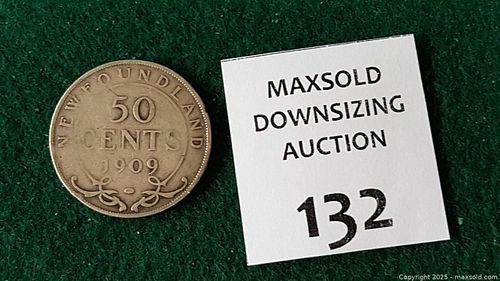 NEWFOUNDLAND
50
CENTS
1909
MAXSOLD
DOWNSIZING
AUCTION
132
Copyright 2025 - maxsold.com